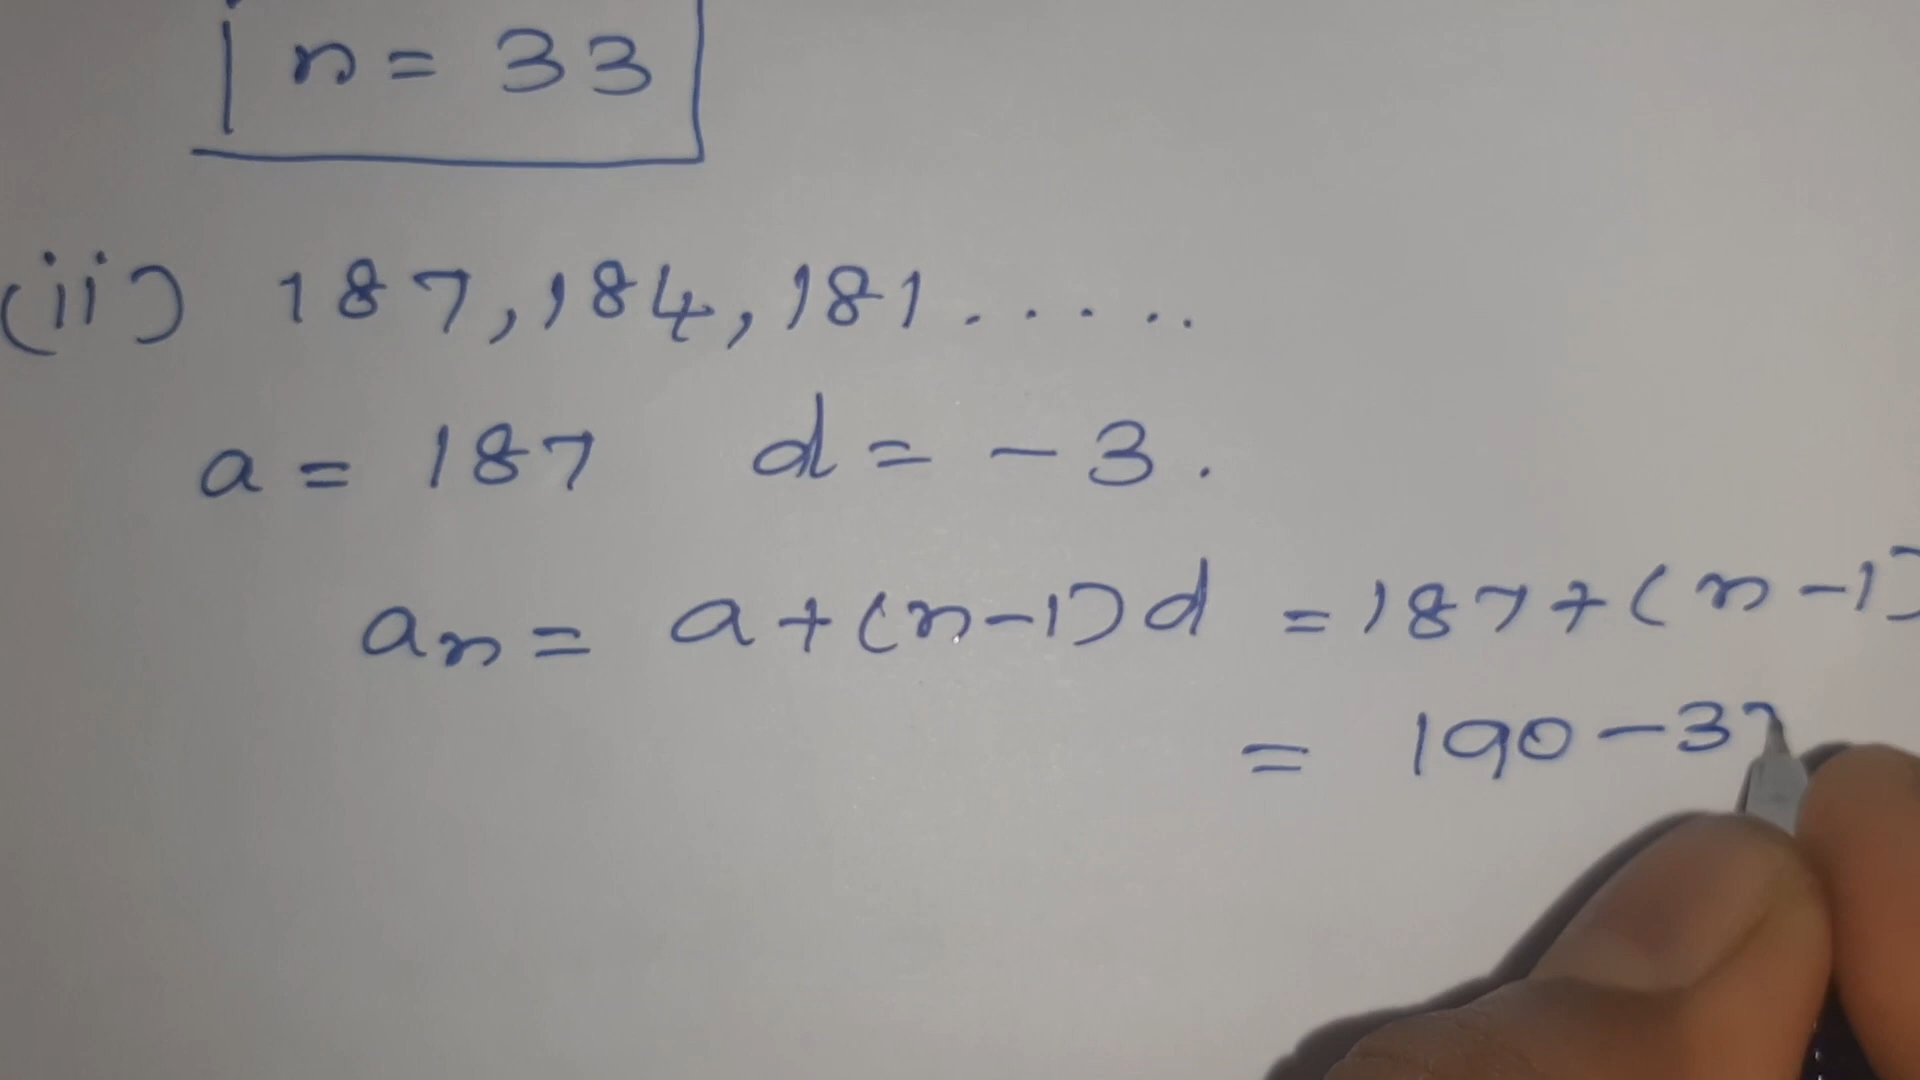 n = 33
(ii) 187, 184, 181 . . . . .
a = 187 d = - 3 .
an = a + (n-1) d = 187 + (n-1)
= 190 - 3